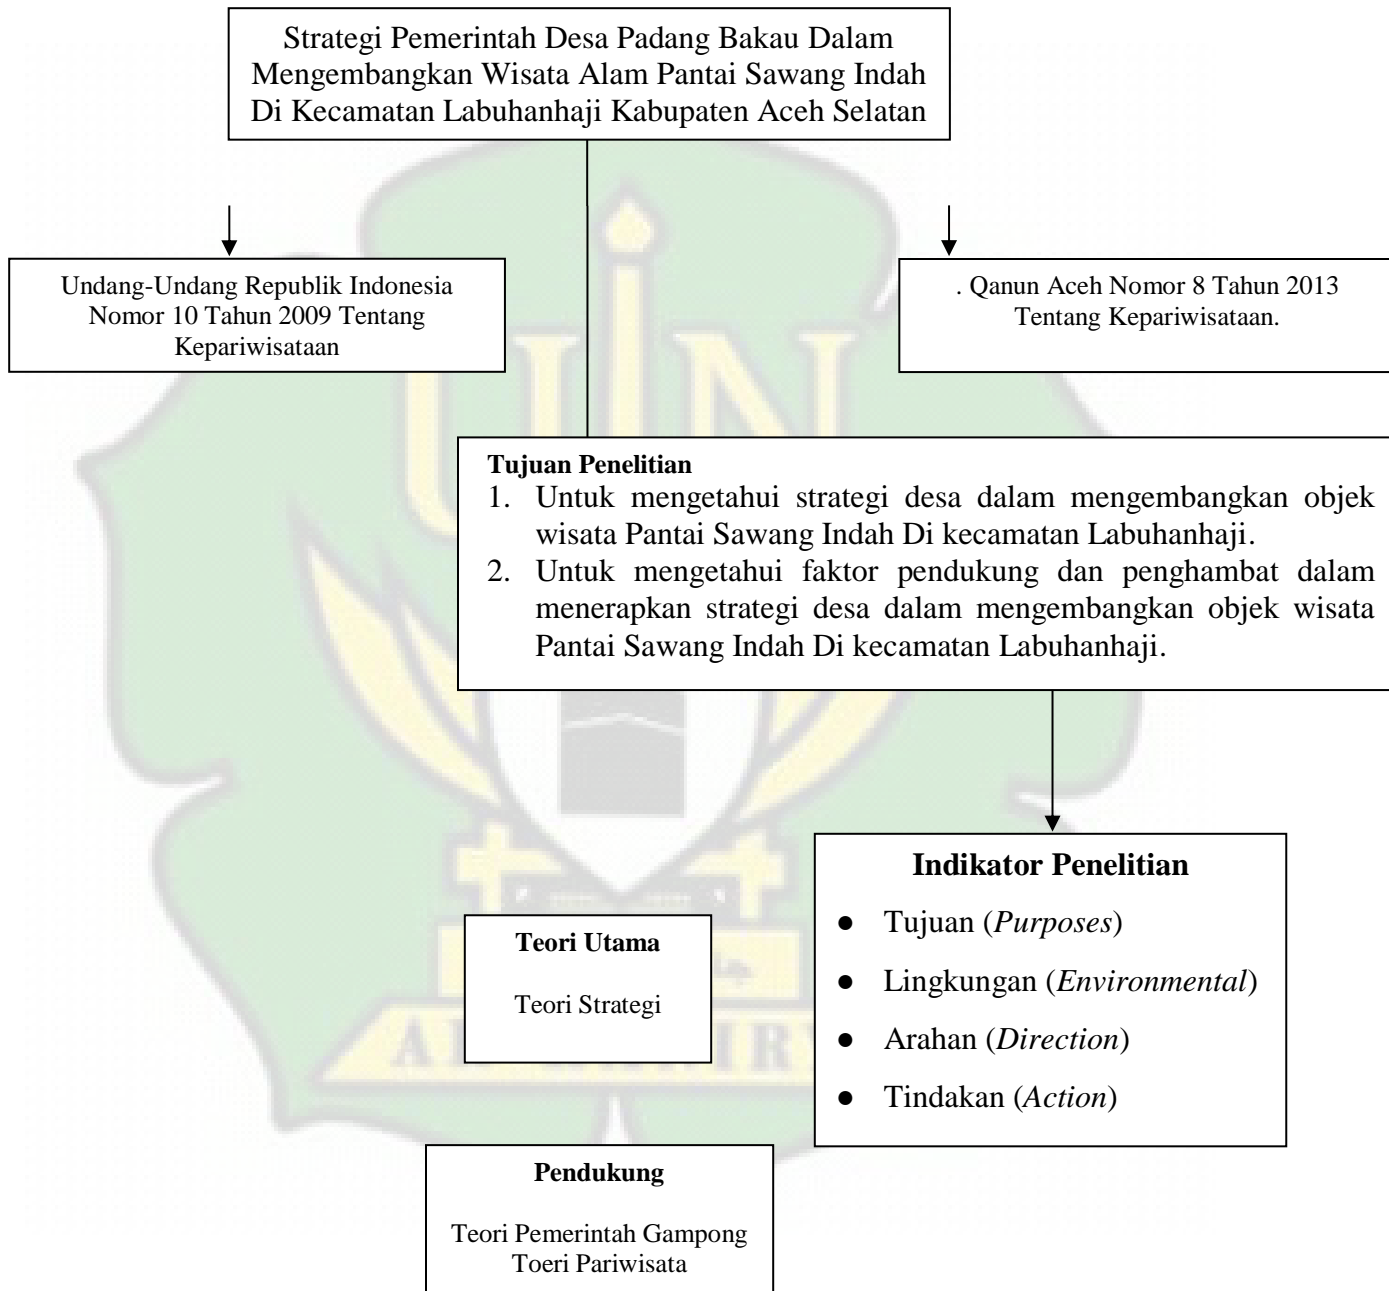 Strategi Pemerintah Desa Padang Bakau Dalam
Mengembangkan Wisata Alam Pantai Sawang Indah
Di Kecamatan Labuhanhaji Kabupaten Aceh Selatan
Undang-Undang Republik Indonesia
Nomor 10 Tahun 2009 Tentang
Kepariwisataan
. Qanun Aceh Nomor 8 Tahun 2013
Tentang Kepariwisataan.
UIN
Tujuan Penelitian
1. Untuk mengetahui strategi desa dalam mengembangkan objek
wisata Pantai Sawang Indah Di kecamatan Labuhanhaji.
2. Untuk mengetahui faktor pendukung dan penghambat dalam
menerapkan strategi desa dalam mengembangkan objek wisata
Pantai Sawang Indah Di kecamatan Labuhanhaji.
Indikator Penelitian
● Tujuan (Purposes)
● Lingkungan (Environmental)
● Arahan (Direction)
● Tindakan (Action)
Teori Utama
Teori Strategi
Pendukung
Teori Pemerintah Gampong
Toeri Pariwisata